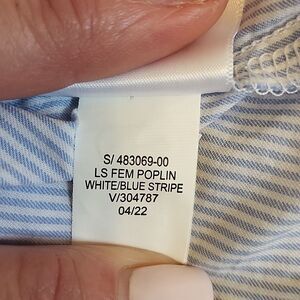 S/ 483069-00
LS FEM POPLIN
WHITE/BLUE STRIPE
V/304787
04/22